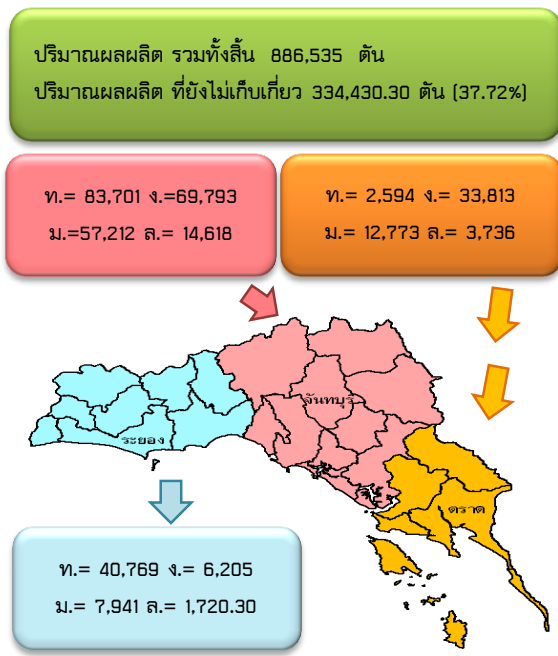 ปริมาณผลผลิต รวมทั้งสิ้น 886,535 ตัน
ปริมาณผลผลิต ที่ยังไม่เก็บเกี่ยว 334,430.30 ตัน (37.72%)
ท.= 83,701 ง.=69,793
ม.=57,212 ล.= 14,618
ท.= 2,594 ง.= 33,813
ม.= 12,773 ล.= 3,736
จันทบุรี
ระยอง
ตราด
ท.= 40,769 ง.= 6,205
ม.= 7,941 ล.= 1,720.30